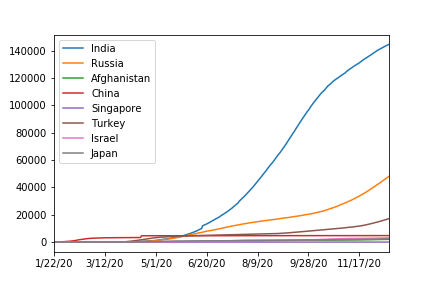 140000
120000
100000
80000
60000
40000
20000
0
India
Russia
Afghanistan
China
Singapore
Turkey
Israel
Japan
1/22/20 3/12/20 5/1/20 6/20/20 8/9/20 9/28/20 11/17/20